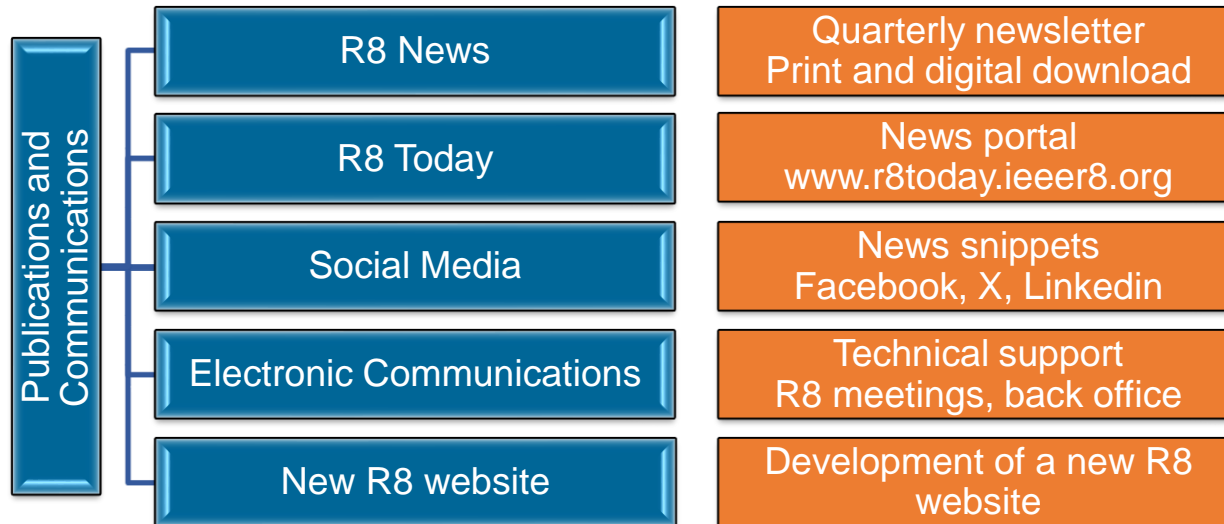 Publications and
Communications
R8 News
Quarterly newsletter
Print and digital download
R8 Today
News portal
www.r8today.ieeer8.org
Social Media
News snippets
Facebook, X, Linkedin
Electronic Communications
Technical support
R8 meetings, back office
New R8 website
Development of a new R8
website